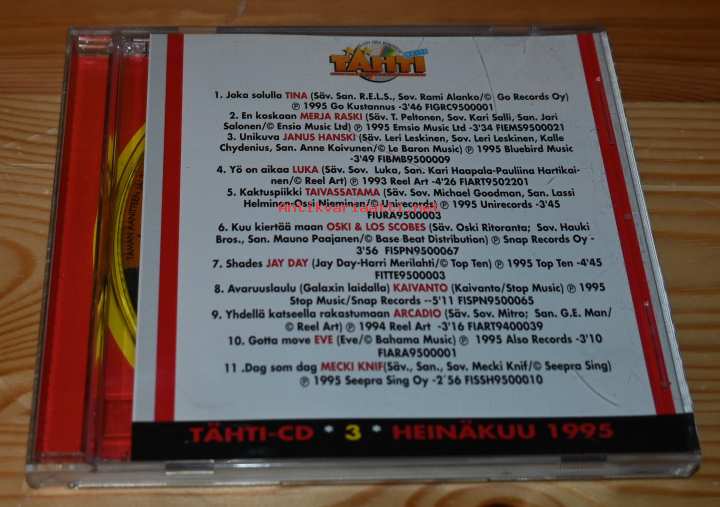 TÄHTI
1. Joka solulla TINA (Säv. San. R.E.L.S., Sov. Rami Alanko/© Go Records Oy)
℗ 1995 Go Kustannus -3'46 FIGRC9500001
2. En koskaan MERJA RASKI (Säv. T. Peltonen, Sov. Kari Salli, San. Jari
Salonen/© Ensio Music Ltd) ℗ 1995 Emsio Music Ltd -3'34 FIEMS9500021
3. Unikuva JANUS HANSKI (Säv. Leri Leskinen, Sov. Leri Leskinen, Kalle
Chydenius, San. Anne Koivunen/© Le Baron Music) ℗ 1995 Bluebird Music
-3'49 FIBMB9500009
4. Yö on aikaa LUKA (Säv. Sov. Luka, San. Kari Haapala-Pauliina Hartikai-
nen/© Reel Art) ℗ 1993 Reel Art -4'26 FIART9502201
5. Kaktuspiikki TAIVASSATAMA (Säv. Sov. Michael Goodman, San. Lassi
Helminen-Ossi Nieminen/© Unirecords) ℗ 1995 Unirecords -3'45
FIURA9500003
6. Kuu kiertää maan OSKI & LOS SCOBES (Säv. Oski Ritoranta; Sov. Hauki
Bros., San. Mauno Paajanen/© Base Beat Distribution) ℗ Snap Records Oy -
3'56 FISPN9500067
7. Shades JAY DAY (Jay Day-Harri Merilahti/© Top Ten) ℗ 1995 Top Ten -4'45
FITTE9500003
8. Avaruuslaulu (Galaxin laidalla) KAIVANTO (Kaivanto/Stop Music) ℗ 1995
Stop Music/Snap Records --5'11 FISPN9500065
9. Yhdellä katseella rakastumaan ARCADIO (Säv. Sov. Mitro; San. G.E. Man/
© Reel Art) ℗ 1994 Reel Art -3'16 FIART9400039
10. Gotta move EVE (Eve/© Bahama Music) ℗ 1995 Also Records -3'10
FIARA9500001
11 .Dag som dag MECKI KNIF(Säv., San., Sov. Mecki Knif/© Seepra Sing)
℗ 1995 Seepra Sing Oy -2´56 FISSH9500010
TÄHTI-CD * 3 * HEINÄKUU 1995